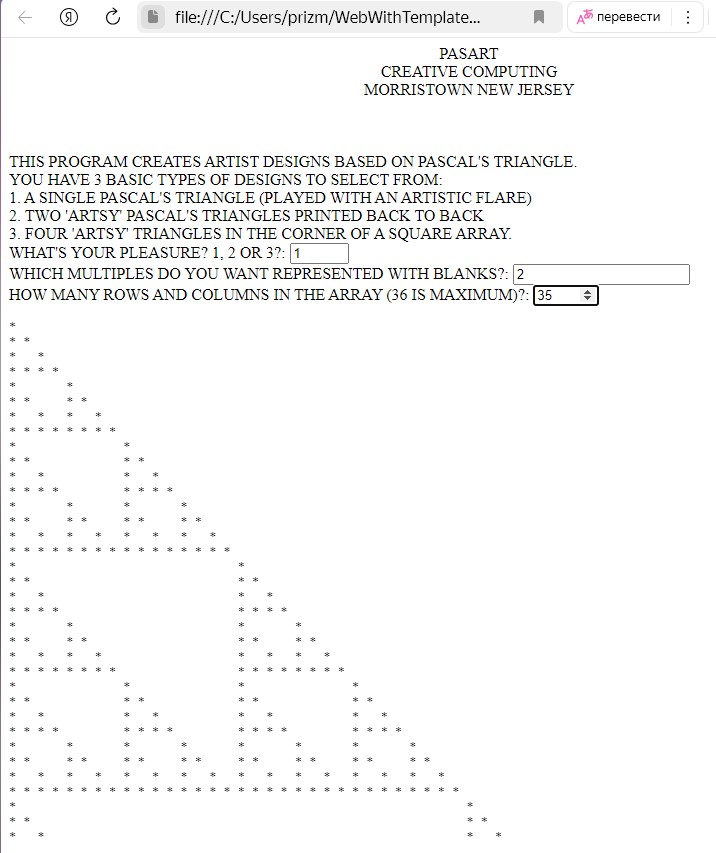 file:///C:/Users/prizm/WebWithTemplate...
перевести
PASART
CREATIVE COMPUTING
MORRISTOWN NEW JERSEY
THIS PROGRAM CREATES ARTIST DESIGNS BASED ON PASCAL'S TRIANGLE.
YOU HAVE 3 BASIC TYPES OF DESIGNS TO SELECT FROM:
1. A SINGLE PASCAL'S TRIANGLE (PLAYED WITH AN ARTISTIC FLARE)
2. TWO 'ARTSY' PASCAL'S TRIANGLES PRINTED BACK TO BACK
3. FOUR 'ARTSY' TRIANGLES IN THE CORNER OF A SQUARE ARRAY.
WHAT'S YOUR PLEASURE? 1, 2 OR 3?: 1
WHICH MULTIPLES DO YOU WANT REPRESENTED WITH BLANKS?: 2
HOW MANY ROWS AND COLUMNS IN THE ARRAY (36 IS MAXIMUM)?: 35